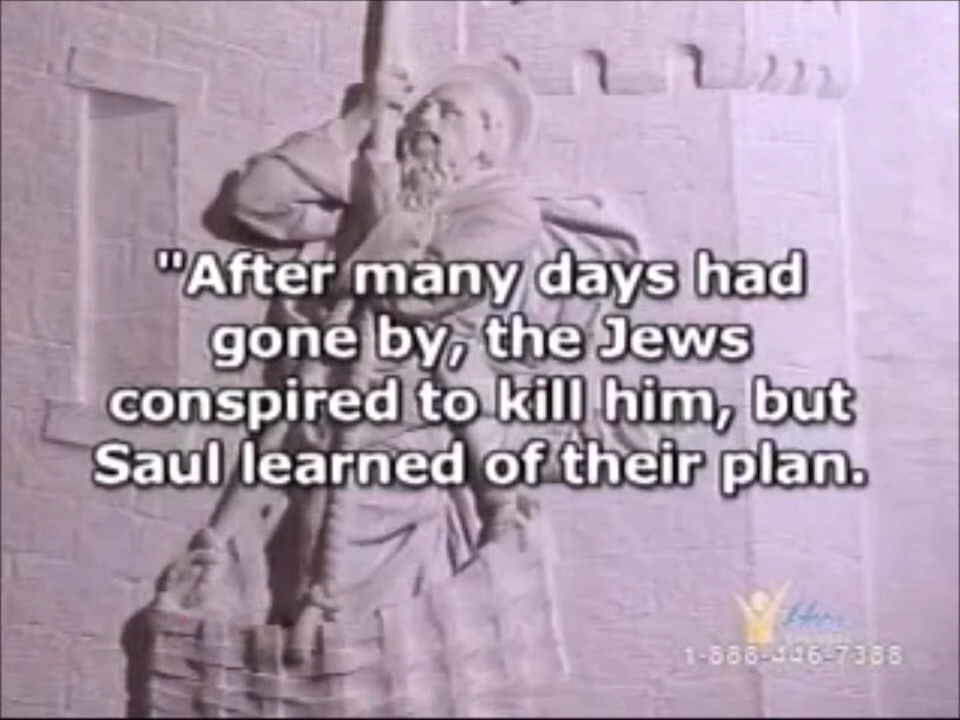 "After many days had
gone by, the Jews
conspired to kill him, but
Saul learned of their plan.
1-888-446-7388